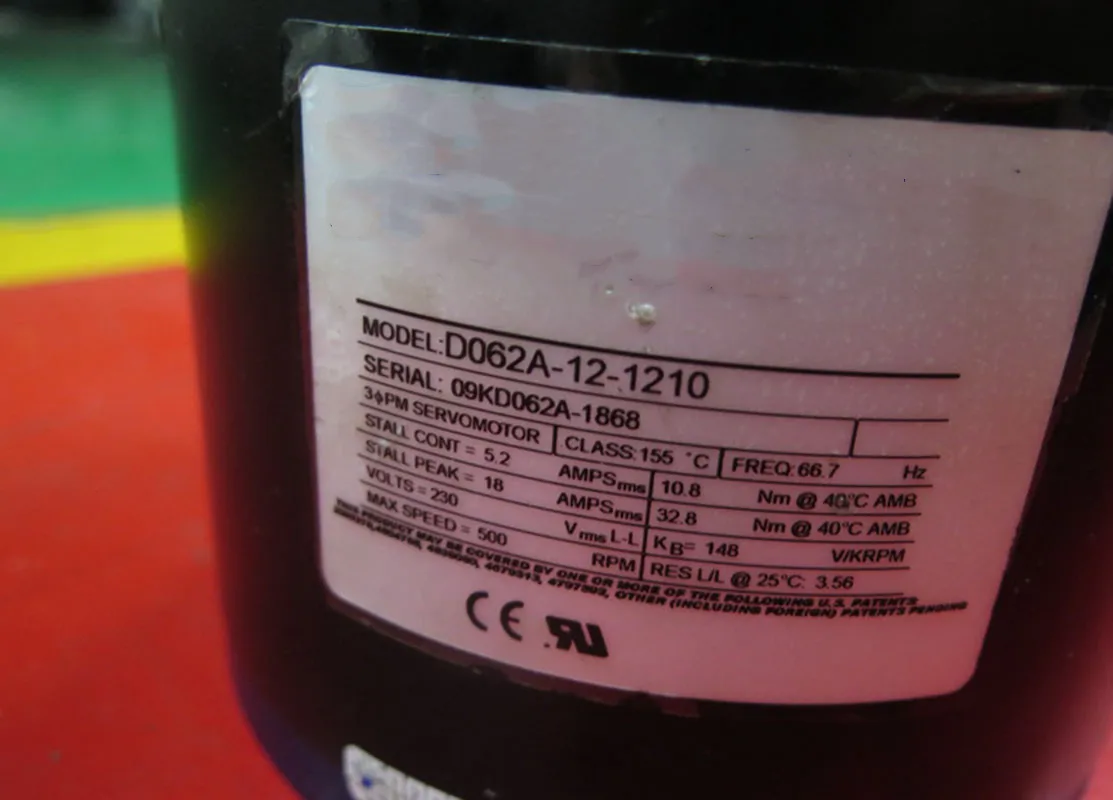 MODEL:D062A-12-1210
SERIAL: 09KD062A-1868
3ϕPM SERVOMOTOR CLASS:155 °C FREQ:66.7 Hz
STALL CONT = 5.2 AMPSrms 10.8 Nm @ 40°C AMB
STALL PEAK = 18 AMPSrms 32.8 Nm @ 40°C AMB
VOLTS = 230 Vrms L-L KB= 148 V/KRPM
MAX SPEED = 500 RPM RES L/L @ 25°C: 3.56
THIS PRODUCT MAY BE COVERED BY ONE OR MORE OF THE FOLLOWING U.S. PATENTS
OTHER (INCLUDING FOREIGN) PATENTS PENDING
CE RU